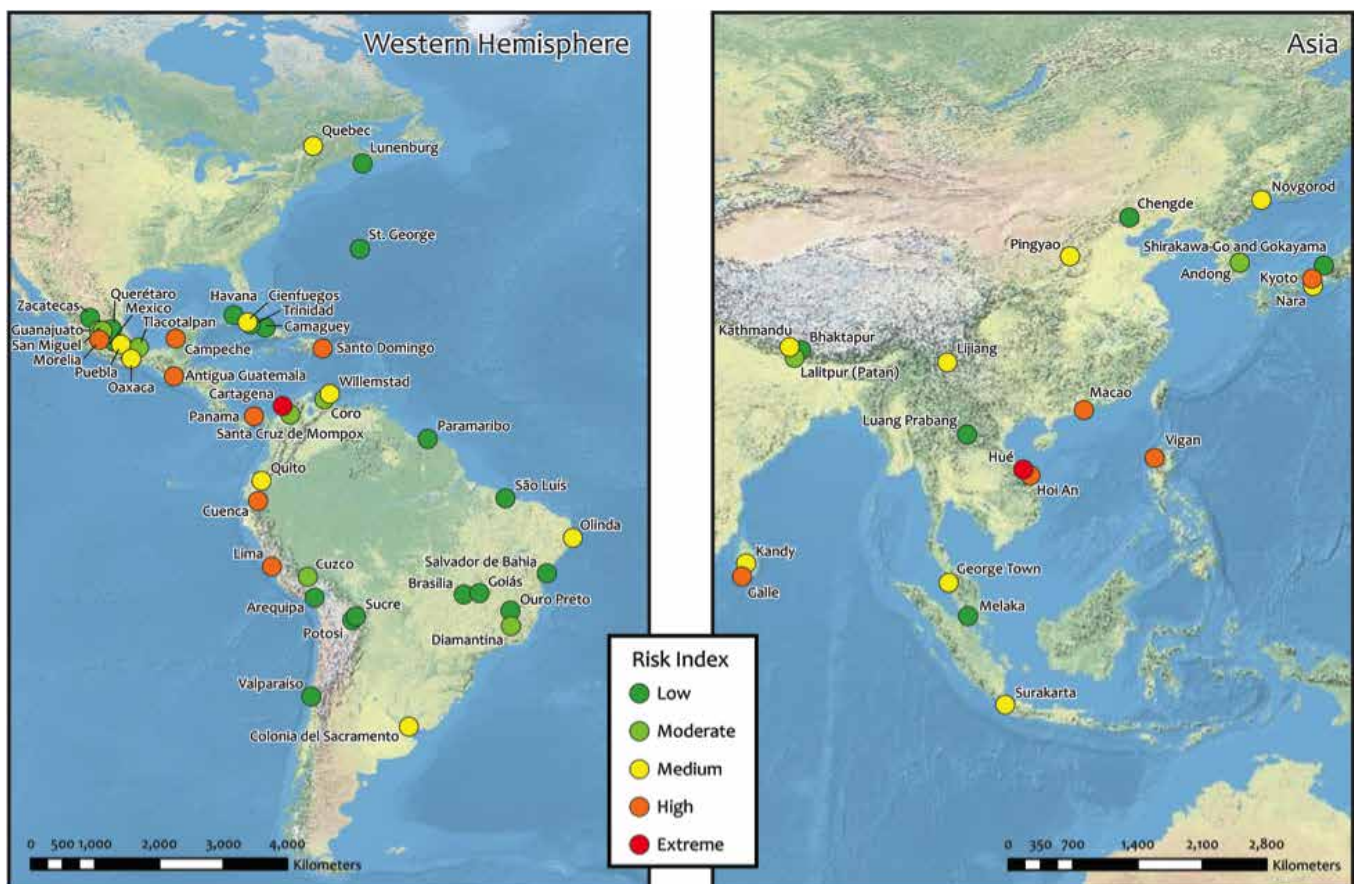 Western Hemisphere
Quebec
Lunenburg
St. George
Zacatecas
Querétaro
Mexico
Tlacotalpan
Guanajuato
San Miguel
Morelia
Puebla
Oaxaca
Campeche
Antigua Guatemala
Havana
Cienfuegos
Trinidad
Camaguey
Santo Domingo
Willemstad
Cartagena
Coro
Panama
Santa Cruz de Mompox
Paramaribo
Quito
Cuenca
São Luís
Olinda
Lima
Cuzco
Salvador de Bahia
Brasília
Goiás
Arequipa
Sucre
Ouro Preto
Potosí
Diamantina
Valparaíso
Colonia del Sacramento
0 500 1,000 2,000 3,000 4,000
Kilometers
Risk Index
Low
Moderate
Medium
High
Extreme
Asia
Novgorod
Chengde
Pingyao
Shirakawa-Go and Gokayama
Andong
Kyoto
Nara
Kathmandu
Bhaktapur
Lalitpur (Patan)
Lijiang
Macao
Luang Prabang
Vigan
Hué
Hoi An
Kandy
Galle
George Town
Melaka
Surakarta
0 350 700 1,400 2,100 2,800
Kilometers